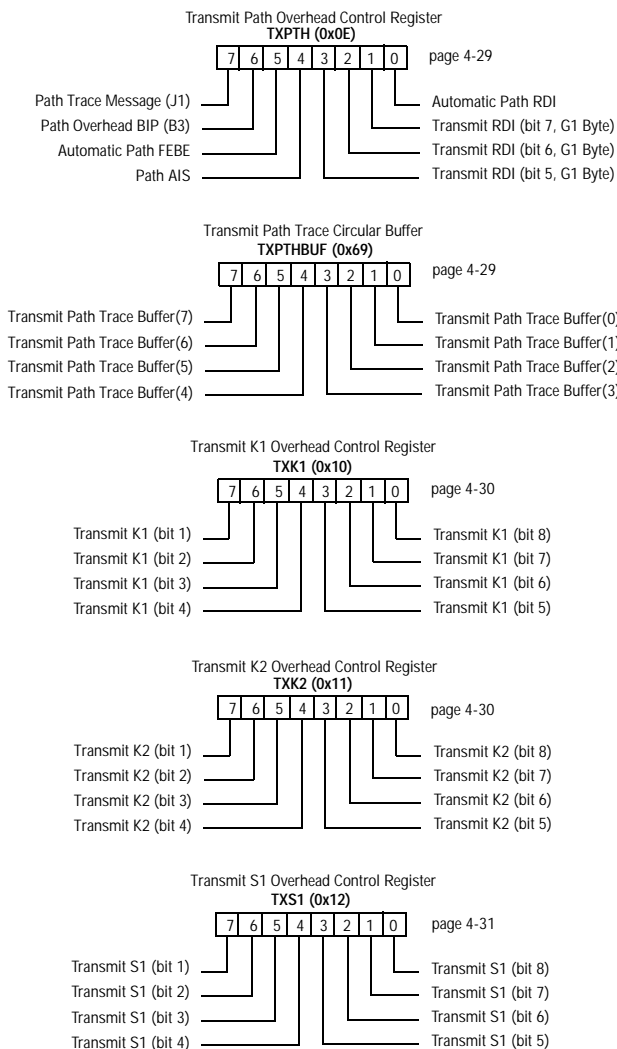 Transmit Path Overhead Control Register
TXPTH (0x0E)
7 6 5 4 3 2 1 0 page 4-29
Path Trace Message (J1) Automatic Path RDI
Path Overhead BIP (B3) Transmit RDI (bit 7, G1 Byte)
Automatic Path FEBE Transmit RDI (bit 6, G1 Byte)
Path AIS Transmit RDI (bit 5, G1 Byte)
Transmit Path Trace Circular Buffer
TXPTHBUF (0x69)
7 6 5 4 3 2 1 0 page 4-29
Transmit Path Trace Buffer(7) Transmit Path Trace Buffer(0)
Transmit Path Trace Buffer(6) Transmit Path Trace Buffer(1)
Transmit Path Trace Buffer(5) Transmit Path Trace Buffer(2)
Transmit Path Trace Buffer(4) Transmit Path Trace Buffer(3)
Transmit K1 Overhead Control Register
TXK1 (0x10)
7 6 5 4 3 2 1 0 page 4-30
Transmit K1 (bit 1) Transmit K1 (bit 8)
Transmit K1 (bit 2) Transmit K1 (bit 7)
Transmit K1 (bit 3) Transmit K1 (bit 6)
Transmit K1 (bit 4) Transmit K1 (bit 5)
Transmit K2 Overhead Control Register
TXK2 (0x11)
7 6 5 4 3 2 1 0 page 4-30
Transmit K2 (bit 1) Transmit K2 (bit 8)
Transmit K2 (bit 2) Transmit K2 (bit 7)
Transmit K2 (bit 3) Transmit K2 (bit 6)
Transmit K2 (bit 4) Transmit K2 (bit 5)
Transmit S1 Overhead Control Register
TXS1 (0x12)
7 6 5 4 3 2 1 0 page 4-31
Transmit S1 (bit 1) Transmit S1 (bit 8)
Transmit S1 (bit 2) Transmit S1 (bit 7)
Transmit S1 (bit 3) Transmit S1 (bit 6)
Transmit S1 (bit 4) Transmit S1 (bit 5)